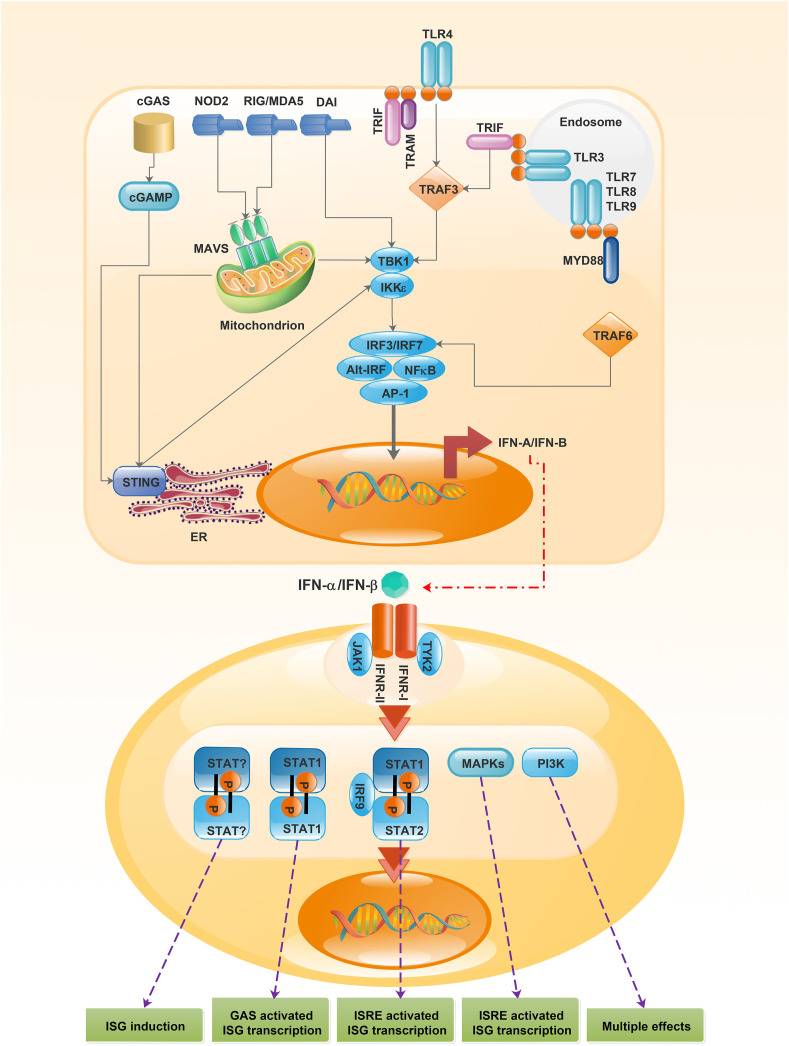 TLR4
cGAS
NOD2
RIG/MDA5
DAI
TRIF
TRAM
TRIF
Endosome
TLR3
TLR7
TLR8
TLR9
TRAF3
cGAMP
MAVS
TBK1
MYD88
IKKε
Mitochondrion
TRAF6
IRF3/IRF7
Alt-IRF
NFκB
AP-1
IFN-A/IFN-B
STING
ER
IFN-α/IFN-β
JAK1
IFNR-II
IFNR-I
TYK2
STAT?
P
P
STAT?
STAT1
P
P
STAT1
STAT1
P
IRF9
P
STAT2
MAPKs
PI3K
ISG induction
GAS activated
ISG transcription
ISRE activated
ISG transcription
ISRE activated
ISG transcription
Multiple effects